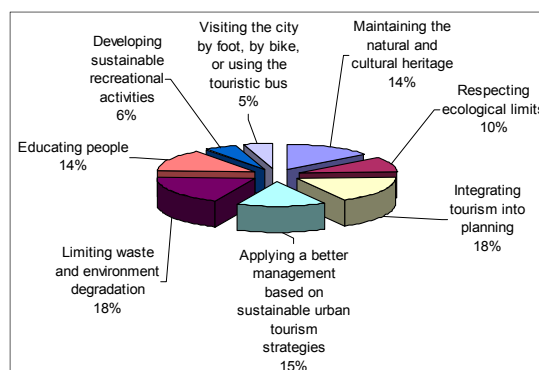 Visiting the city
by foot, by bike,
or using the
touristic bus
5%
Maintaining the
natural and
cultural heritage
14%
Respecting
ecological limits
10%
Integrating
tourism into
planning
18%
Applying a better
management
based on
sustainable urban
tourism
strategies
15%
Limiting waste
and environment
degradation
18%
Educating people
14%
Developing
sustainable
recreational
activities
6%